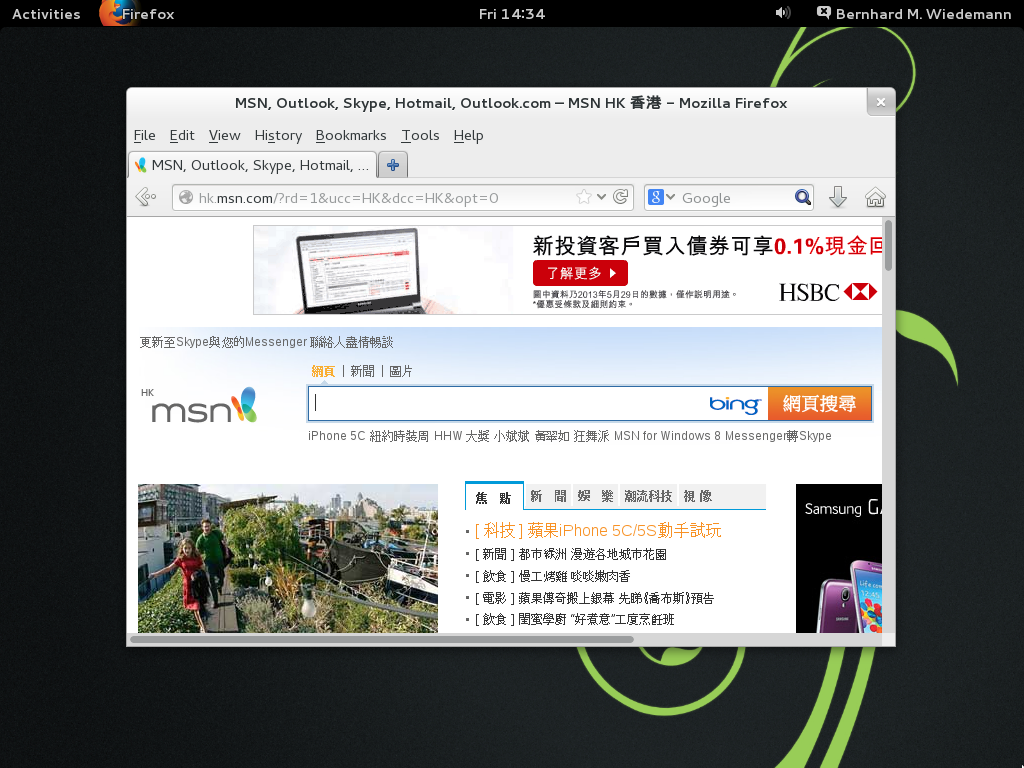 Activities Firefox Fri 14:34 Bernhard M. Wiedemann
MSN, Outlook, Skype, Hotmail, Outlook.com — MSN HK 香港 - Mozilla Firefox
File Edit View History Bookmarks Tools Help
MSN, Outlook, Skype, Hotmail, ...
hk.msn.com/?rd=1&ucc=HK&dcc=HK&opt=0 Google
新投資客戶買入債券可享0.1%現金回
了解更多
圖中資料乃2013年5月29日的數據，僅作說明用途。
*優惠受條款及細則約束。
HSBC
更新至Skype與您的Messenger 聯絡人盡情暢談
網頁 | 新聞 | 圖片
HK
msn
bing 網頁搜尋
iPhone 5C 紐約時裝周 HHW 大獎 小斌斌 黃翠如 狂舞派 MSN for Windows 8 Messenger轉Skype
焦點 新聞 娛樂 潮流科技 視像
Samsung GA
[ 科技 ] 蘋果iPhone 5C/5S動手試玩
[ 新聞 ] 都市綠洲 漫遊各地城市花園
[ 飲食 ] 慢工烤雞 啖啖嫩肉香
[ 電影 ] 蘋果傳奇搬上銀幕 先睇《喬布斯》預告
[ 飲食 ] 閨蜜學廚 “好煮意”工廈烹飪班